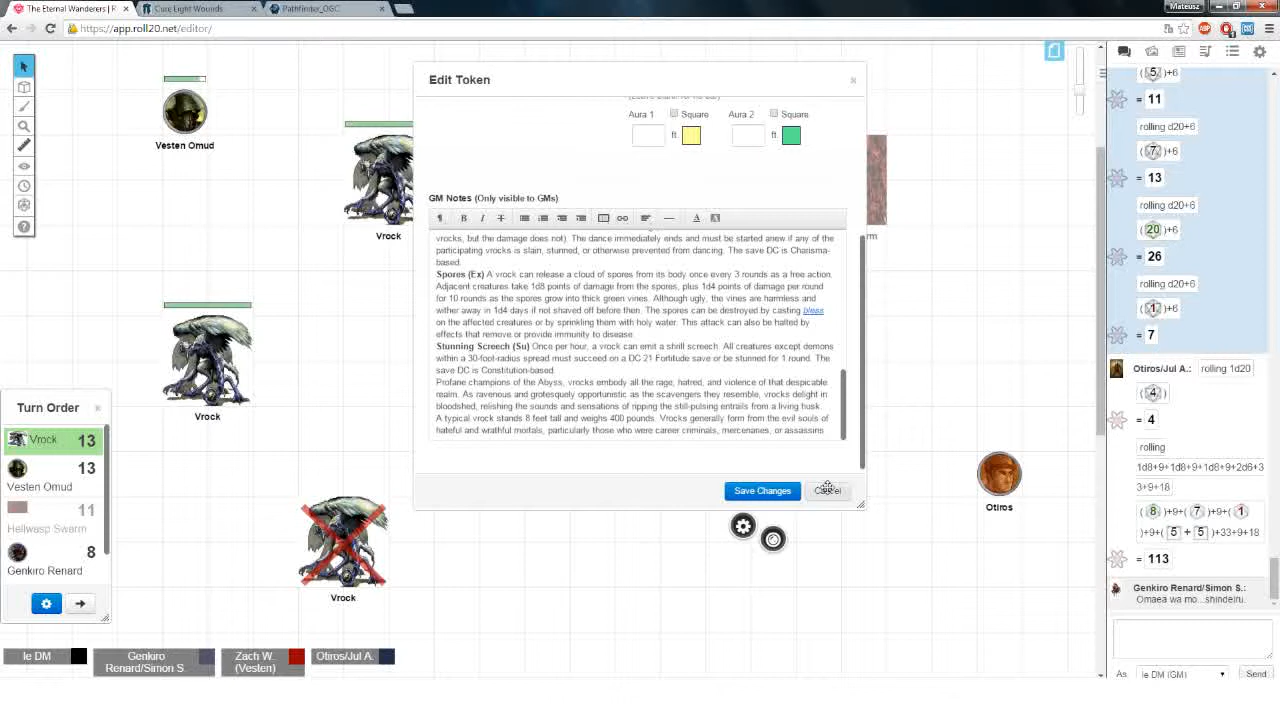 The Eternal Wanderers | R
Cure Light Wounds
Pathfinder_OGC
Mateusz
https://app.roll20.net/editor/
Vesten Omud
Vrock
Vrock
Vrock
Otiros
rm
Turn Order
Vrock 13
13
Vesten Omud
11
Hellwasp Swarm
8
Genkiro Renard
le DM
Genkiro
Renard/Simon S.
Zach W.
(Vesten)
Otiros/Jul A.
Edit Token
Aura 1 Square Aura 2 Square
ft. ft.
GM Notes (Only visible to GMs)
vrocks, but the damage does not). The dance immediately ends and must be started anew if any of the
participating vrocks is slain, stunned, or otherwise prevented from dancing. The save DC is Charisma-
based.
Spores (Ex) A vrock can release a cloud of spores from its body once every 3 rounds as a free action.
Adjacent creatures take 1d8 points of damage from the spores, plus 1d4 points of damage per round
for 10 rounds as the spores grow into thick green vines. Although ugly, the vines are harmless and
wither away in 1d4 days if not shaved off before then. The spores can be destroyed by casting bless
on the affected creatures or by sprinkling them with holy water. This attack can also be halted by
effects that remove or provide immunity to disease.
Stunning Screech (Su) Once per hour, a vrock can emit a shrill screech. All creatures except demons
within a 30-foot-radius spread must succeed on a DC 21 Fortitude save or be stunned for 1 round. The
save DC is Constitution-based.
Profane champions of the Abyss, vrocks embody all the rage, hatred, and violence of that despicable
realm. As ravenous and grotesquely opportunistic as the scavengers they resemble, vrocks delight in
bloodshed, relishing the sounds and sensations of ripping the still-pulsing entrails from a living husk.
A typical vrock stands 8 feet tall and weighs 400 pounds. Vrocks generally form from the evil souls of
hateful and wrathful mortals, particularly those who were career criminals, mercenaries, or assassins
Save Changes
Cancel
(5)+6
= 11
rolling d20+6
(7)+6
= 13
rolling d20+6
(20)+6
= 26
rolling d20+6
(1)+6
= 7
Otiros/Jul A.: rolling 1d20
(4)
= 4
rolling
1d8+9+1d8+9+1d8+9+2d6+3
3+9+18
(8)+9+(7)+9+(1
)+9+(5+5)+33+9+18
= 113
Genkiro Renard/Simon S.:
Omaea wa mo...shindeiru.
As le DM (GM) Send